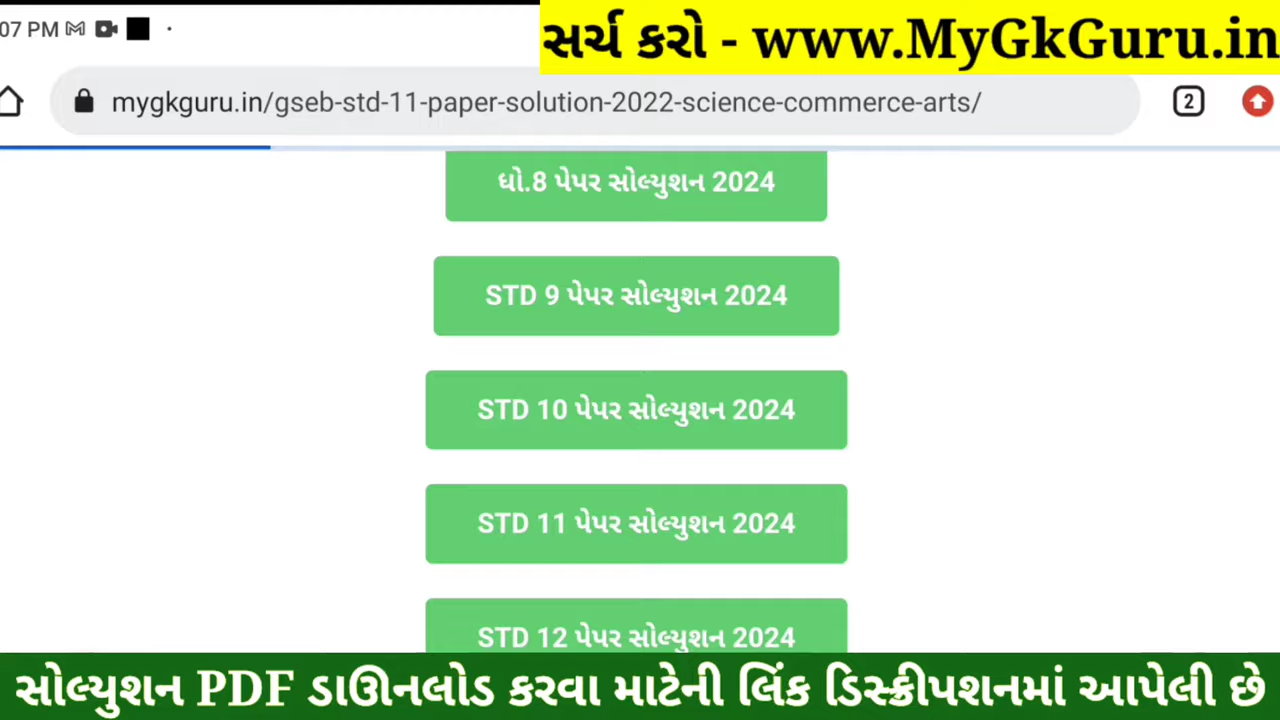 07 PM
સર્ચ કરો - www.MyGkGuru.in
mygkguru.in/gseb-std-11-paper-solution-2022-science-commerce-arts/
2
ધો.8 પેપર સોલ્યુશન 2024
STD 9 પેપર સોલ્યુશન 2024
STD 10 પેપર સોલ્યુશન 2024
STD 11 પેપર સોલ્યુશન 2024
STD 12 પેપર સોલ્યુશન 2024
સોલ્યુશન PDF ડાઊનલોડ કરવા માટેની લિંક ડિસ્ક્રીપશનમાં આપેલી છે